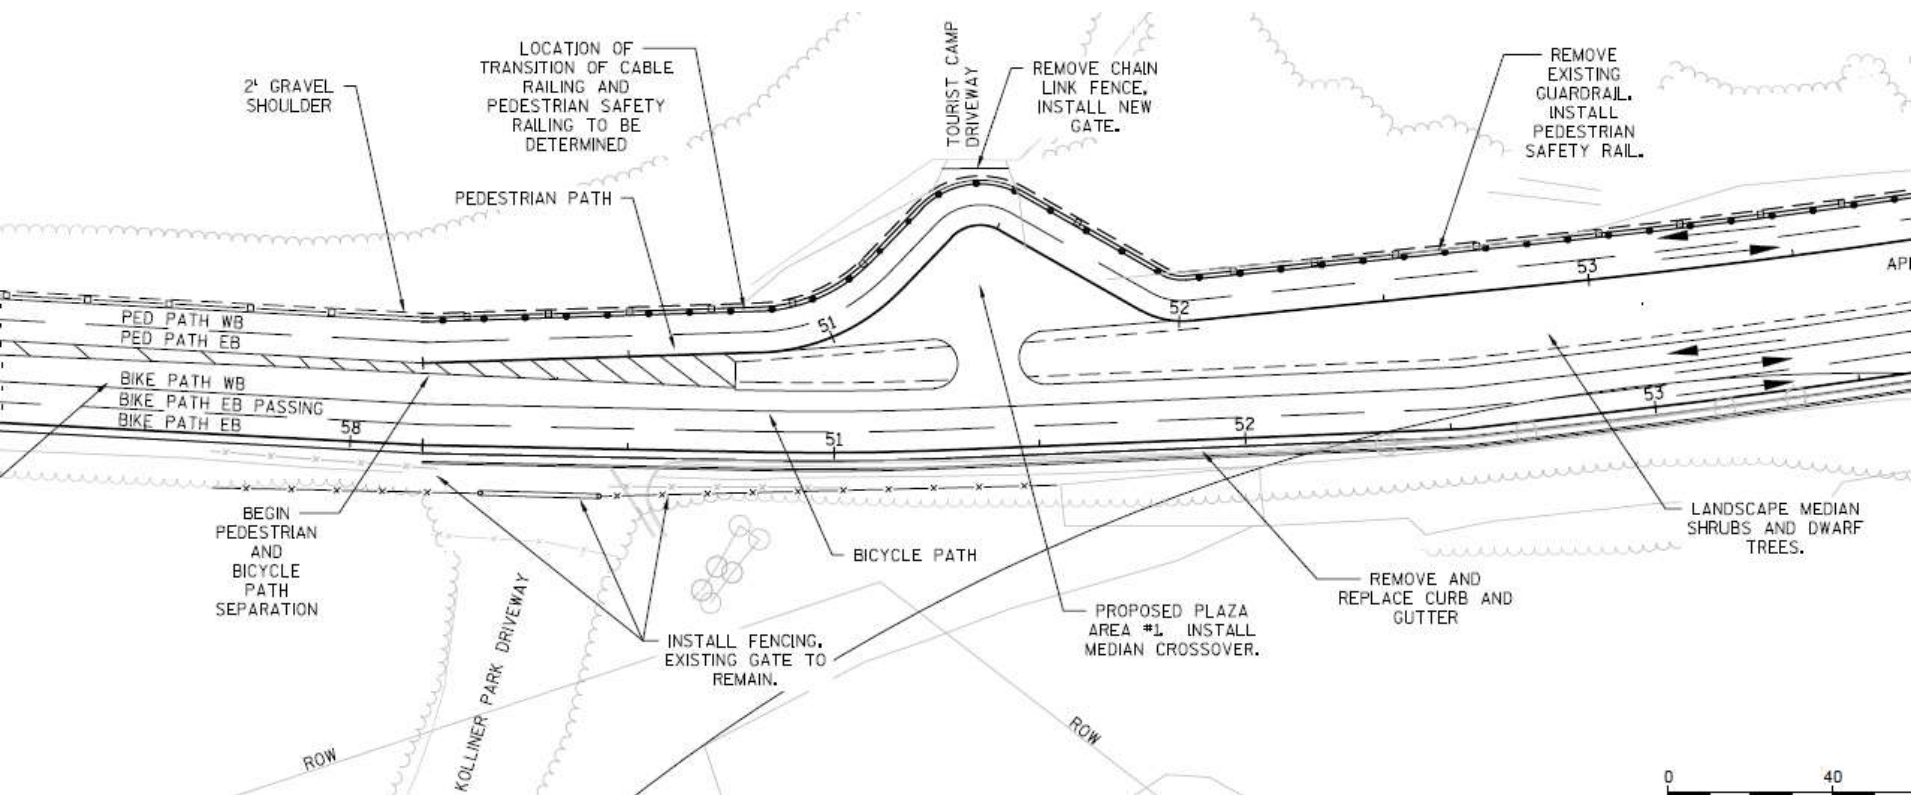 LOCATION OF
TRANSITION OF CABLE
RAILING AND
PEDESTRIAN SAFETY
RAILING TO BE
DETERMINED
2' GRAVEL
SHOULDER
PEDESTRIAN PATH
TOURIST CAMP
DRIVEWAY
REMOVE CHAIN
LINK FENCE.
INSTALL NEW
GATE.
REMOVE
EXISTING
GUARDRAIL.
INSTALL
PEDESTRIAN
SAFETY RAIL.
PED PATH WB
PED PATH EB
BIKE PATH WB
BIKE PATH EB PASSING
BIKE PATH EB
51
52
53
58
51
52
53
BEGIN
PEDESTRIAN
AND
BICYCLE
PATH
SEPARATION
KOLLINER PARK DRIVEWAY
INSTALL FENCING.
EXISTING GATE TO
REMAIN.
BICYCLE PATH
PROPOSED PLAZA
AREA #1. INSTALL
MEDIAN CROSSOVER.
REMOVE AND
REPLACE CURB AND
GUTTER
LANDSCAPE MEDIAN
SHRUBS AND DWARF
TREES.
ROW
ROW
0 40